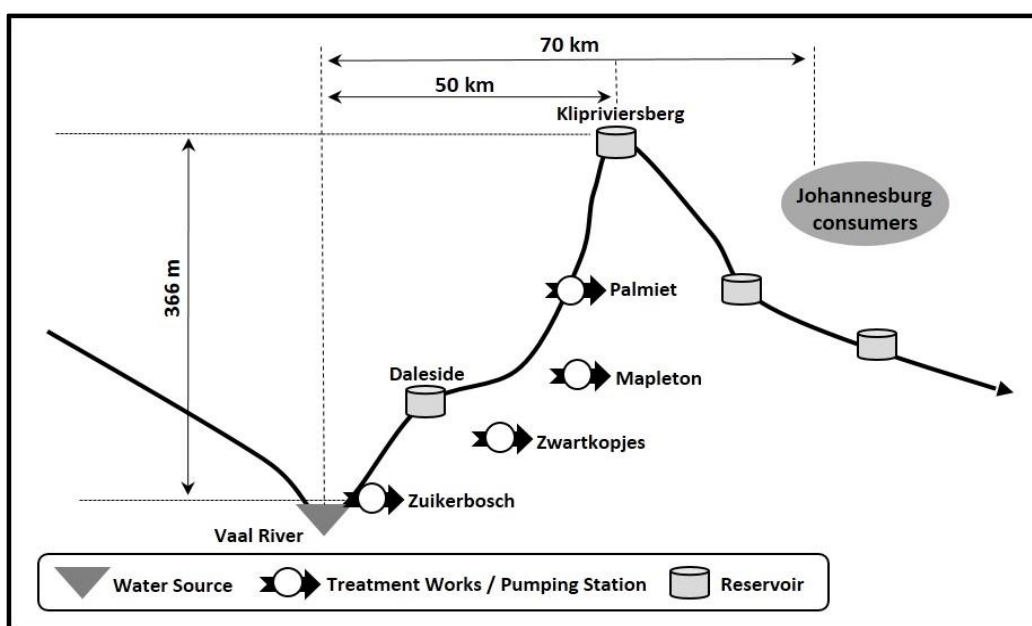 70 km
50 km
Klipriviersberg
Johannesburg
consumers
366 m
Palmiet
Daleside
Mapleton
Zwartkopjes
Zuikerbosch
Vaal River
Water Source
Treatment Works / Pumping Station
Reservoir